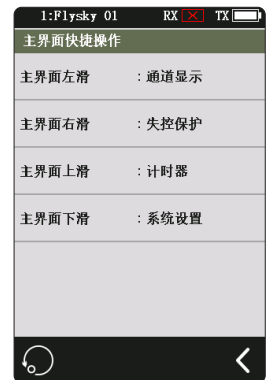 1:Flysky 01 RX TX
主界面快捷操作
主界面左滑 : 通道显示
主界面右滑 : 失控保护
主界面上滑 : 计时器
主界面下滑 : 系统设置